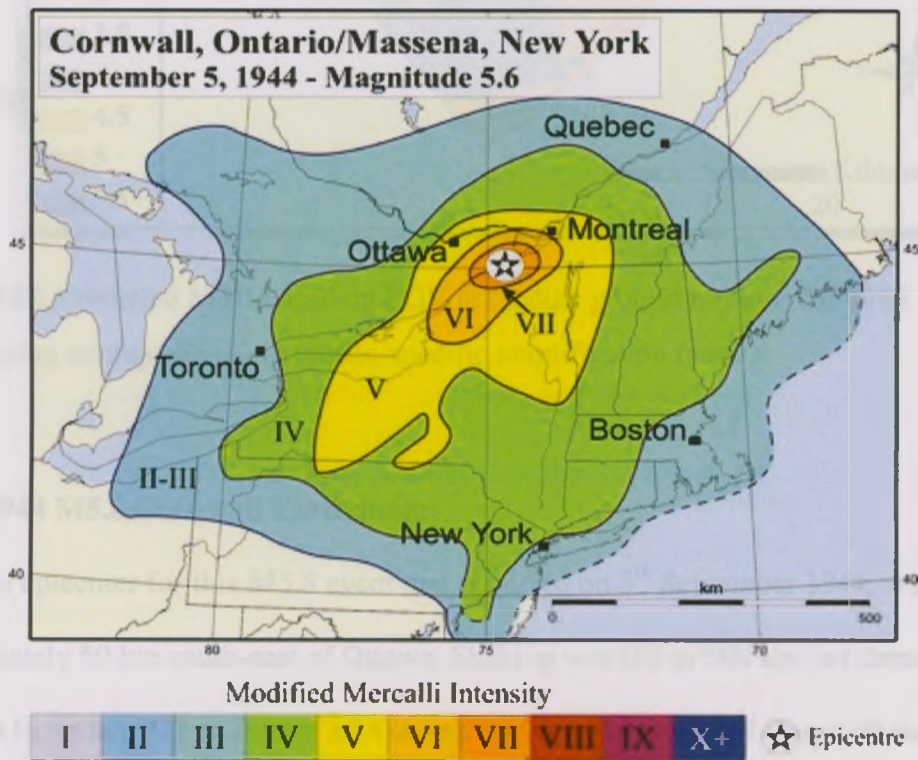 Cornwall, Ontario/Massena, New York
September 5, 1944 - Magnitude 5.6
Quebec
45
45
Ottawa
Montreal
VI
VII
Toronto
V
IV
Boston
II-III
New York
40
40
km
0
500
80
75
70
Modified Mercalli Intensity
I II III IV V VI VII VIII IX X+ Epicentre